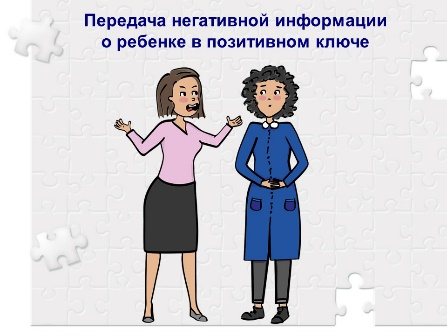 Передача негативной информации
о ребенке в позитивном ключе